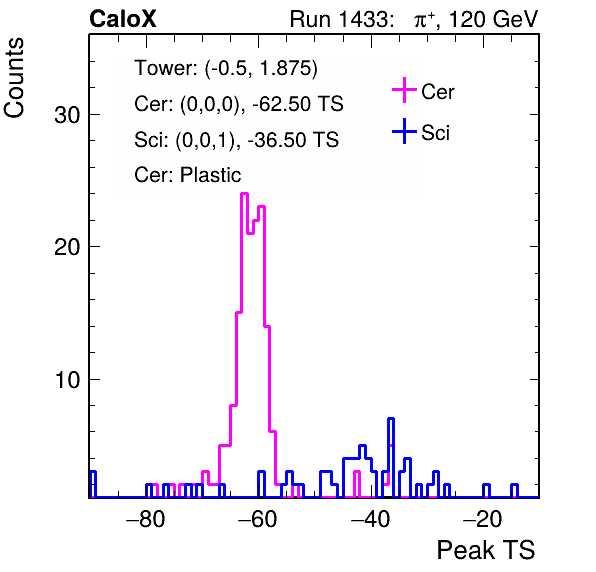 CaloX Run 1433: π⁺, 120 GeV
Counts
Tower: (-0.5, 1.875)
Cer: (0,0,0), -62.50 TS
Sci: (0,0,1), -36.50 TS
Cer: Plastic
Cer
Sci
30
20
10
−80 −60 −40 −20
Peak TS